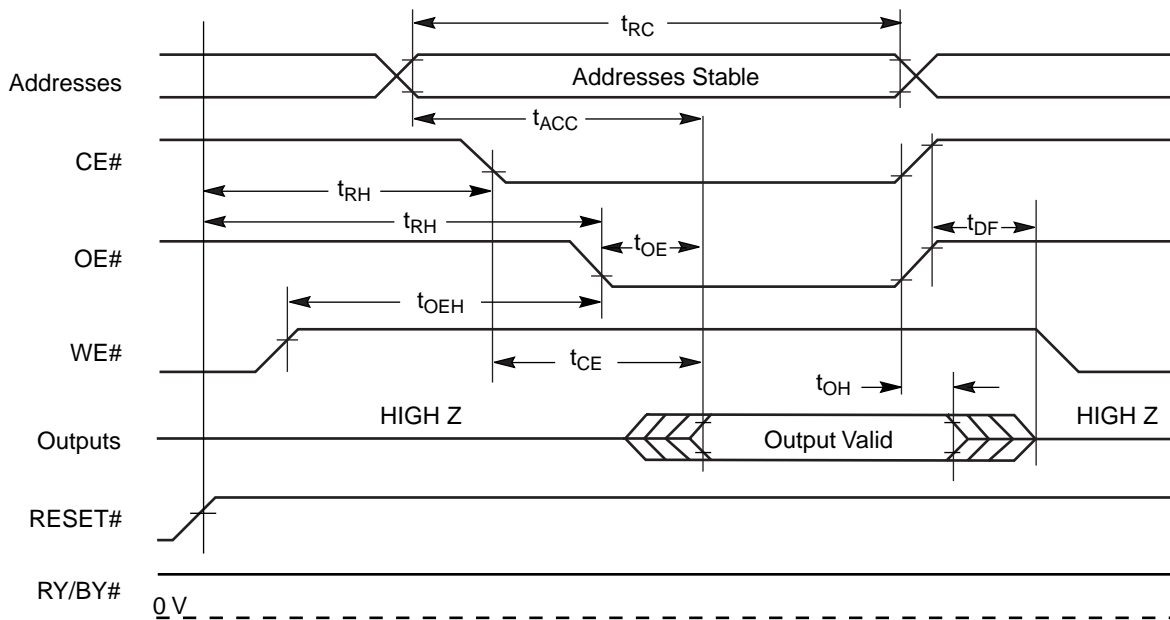 tRC
Addresses
Addresses Stable
tACC
CE#
tRH
tRH
tDF
OE#
tOE
tOEH
WE#
tCE
tOH
HIGH Z
HIGH Z
Outputs
Output Valid
RESET#
RY/BY#
0 V